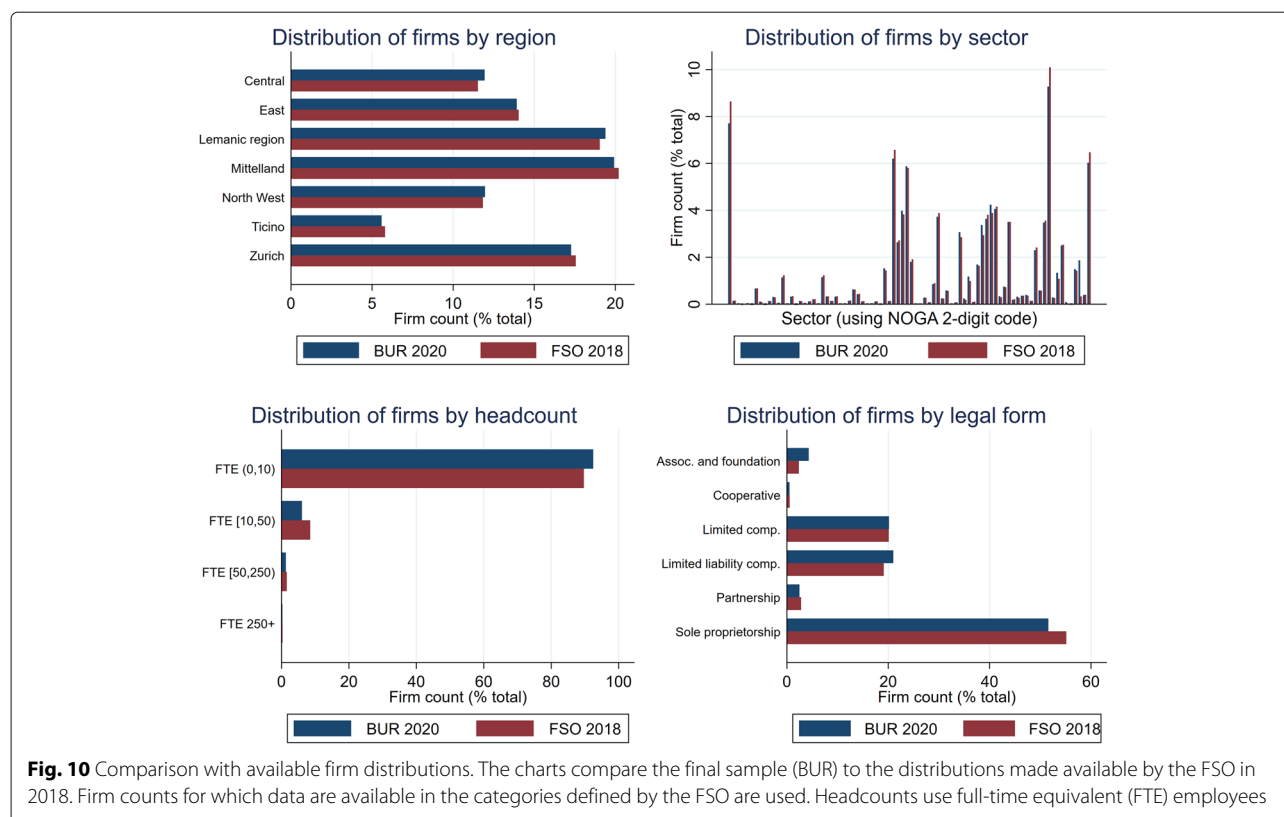 Distribution of firms by region
Central
East
Lemanic region
Mittelland
North West
Ticino
Zurich
0 5 10 15 20
Firm count (% total)
BUR 2020 FSO 2018
Distribution of firms by sector
Firm count (% total)
10
8
6
4
2
0
Sector (using NOGA 2-digit code)
BUR 2020 FSO 2018
Distribution of firms by headcount
FTE (0,10)
FTE [10,50)
FTE [50,250)
FTE 250+
0 20 40 60 80 100
Firm count (% total)
BUR 2020 FSO 2018
Distribution of firms by legal form
Assoc. and foundation
Cooperative
Limited comp.
Limited liability comp.
Partnership
Sole proprietorship
0 20 40 60
Firm count (% total)
BUR 2020 FSO 2018
Fig. 10 Comparison with available firm distributions. The charts compare the final sample (BUR) to the distributions made available by the FSO in
2018. Firm counts for which data are available in the categories defined by the FSO are used. Headcounts use full-time equivalent (FTE) employees